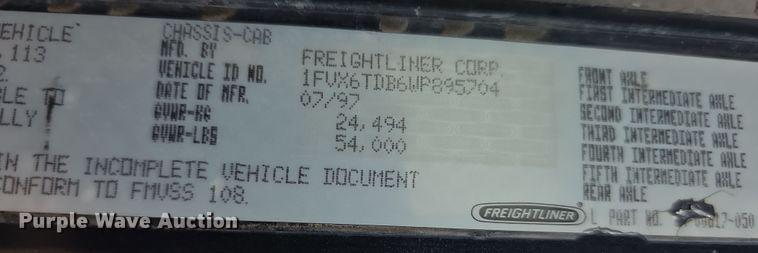 EHICLE CHASSIS-CAB
113 MFD. BY FREIGHTLINER CORP.
VEHICLE ID NO. 1FVX6TDB6WP895704
LE TO DATE OF MFR. 07/97
LLY GVWR-KG 24,494
GVWR-LBS 54,000
IN THE INCOMPLETE VEHICLE DOCUMENT
CONFORM TO FMVSS 108.
FRONT AXLE
FIRST INTERMEDIATE AXLE
SECOND INTERMEDIATE AXLE
THIRD INTERMEDIATE AXLE
FOURTH INTERMEDIATE AXLE
FIFTH INTERMEDIATE AXLE
REAR AXLE
FREIGHTLINER
L PART NO.
Purple Wave Auction